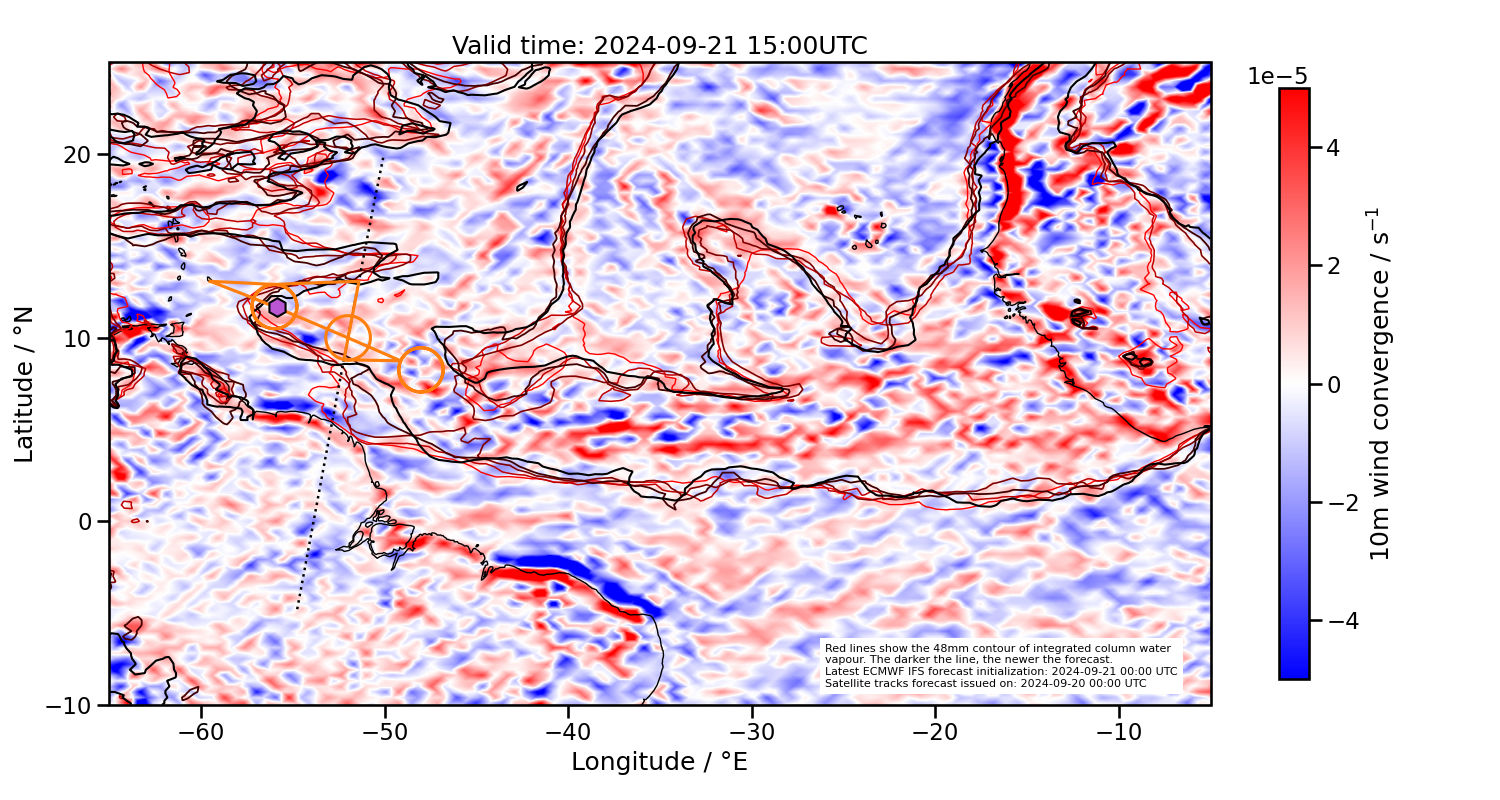 Valid time: 2024-09-21 15:00UTC
1e−5
20
10
0
−10
Latitude / °N
−60
−50
−40
−30
−20
−10
Longitude / °E
4
2
0
−2
−4
10m wind convergence / s⁻¹
Red lines show the 48mm contour of integrated column water
vapour. The darker the line, the newer the forecast.
Latest ECMWF IFS forecast initialization: 2024-09-21 00:00 UTC
Satellite tracks forecast issued on: 2024-09-20 00:00 UTC